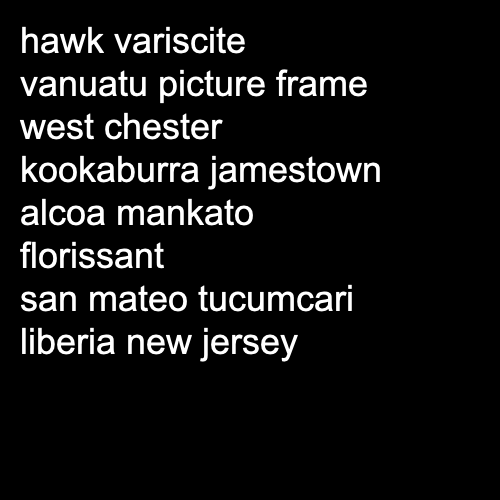 hawk variscite
vanuatu picture frame
west chester
kookaburra jamestown
alcoa mankato
florissant
san mateo tucumcari
liberia new jersey